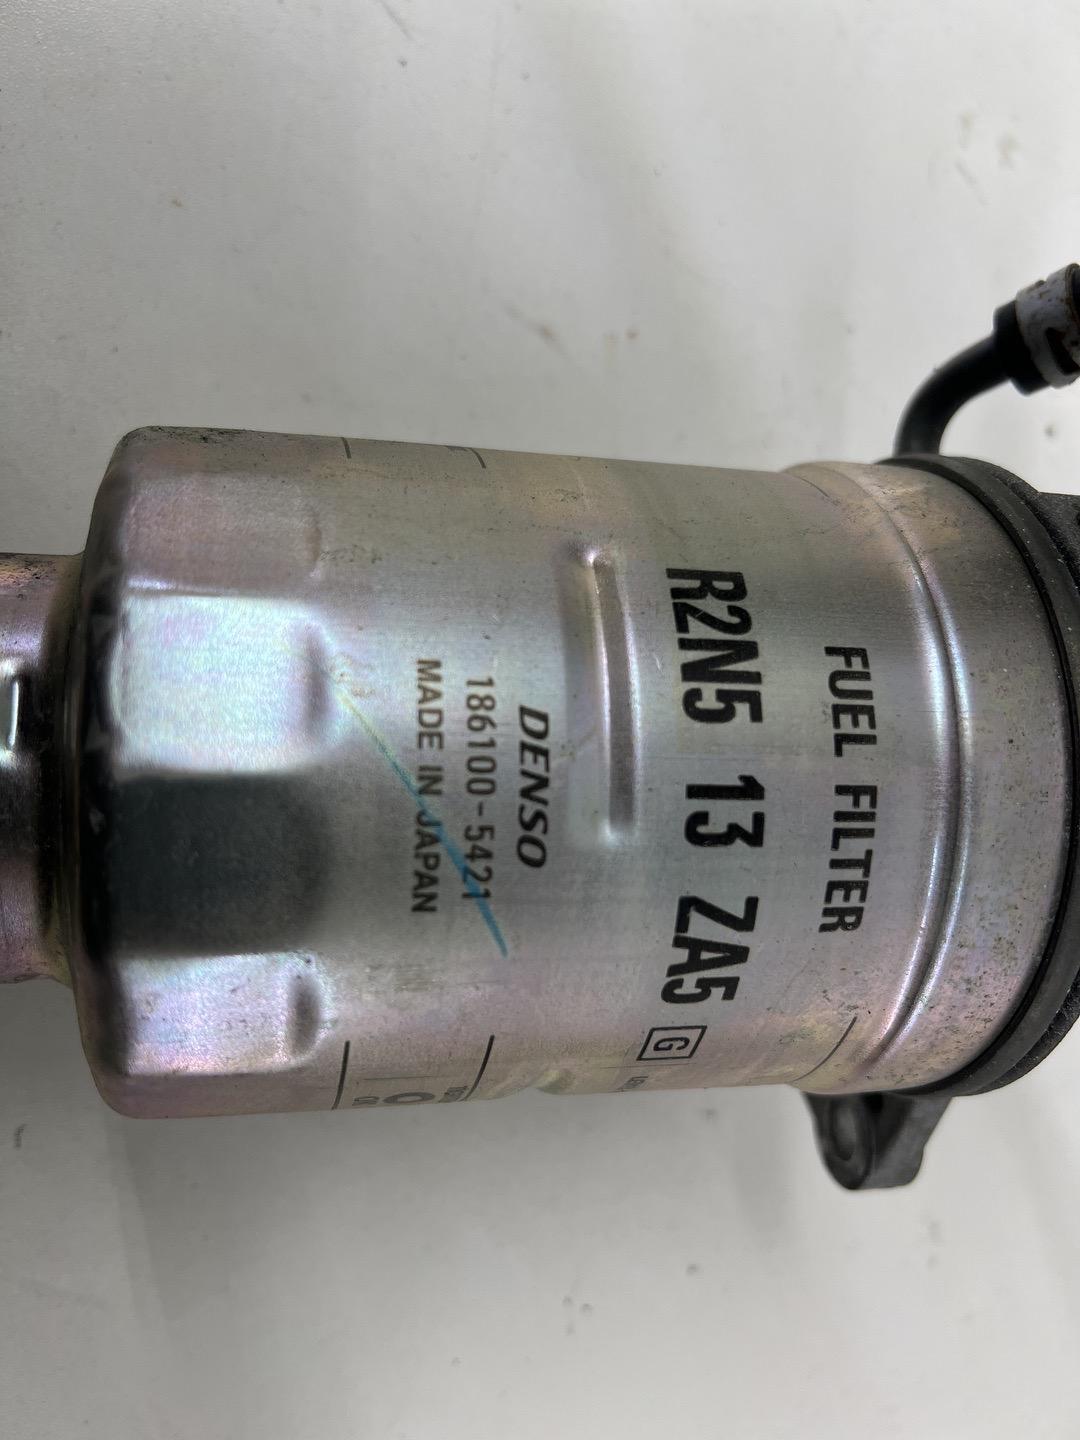 FUEL FILTER
R2N5 13 ZA5 G
DENSO
186100-5421
MADE IN JAPAN